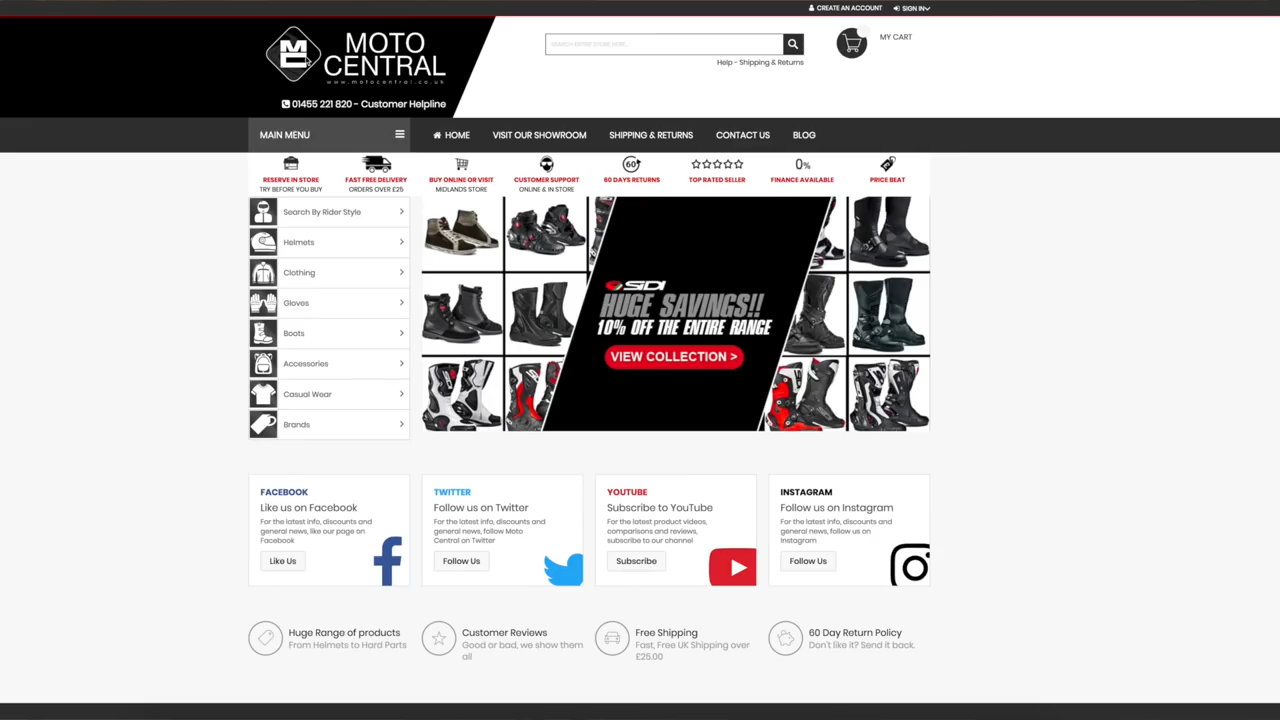 CREATE AN ACCOUNT
SIGN IN
MOTO
CENTRAL
www.motocentral.co.uk
01455 221 820 - Customer Helpline
SEARCH ENTIRE STORE HERE...
Help - Shipping & Returns
MY CART
MAIN MENU
HOME
VISIT OUR SHOWROOM
SHIPPING & RETURNS
CONTACT US
BLOG
RESERVE IN STORE
TRY BEFORE YOU BUY
FAST FREE DELIVERY
ORDERS OVER £25
BUY ONLINE OR VISIT
MIDLANDS STORE
CUSTOMER SUPPORT
ONLINE & IN STORE
60
60 DAYS RETURNS
TOP RATED SELLER
0%
FINANCE AVAILABLE
PRICE BEAT
Search By Rider Style
Helmets
Clothing
Gloves
Boots
Accessories
Casual Wear
Brands
SIDI
HUGE SAVINGS!!
10% OFF THE ENTIRE RANGE
VIEW COLLECTION >
FACEBOOK
Like us on Facebook
For the latest info, discounts and
general news, like our page on
Facebook
Like Us
TWITTER
Follow us on Twitter
For the latest info, discounts and
general news, follow Moto
Central on Twitter
Follow Us
YOUTUBE
Subscribe to YouTube
For the latest product videos,
comparisons and reviews,
subscribe to our channel
Subscribe
INSTAGRAM
Follow us on Instagram
For the latest info, discounts and
general news, follow us on
Instagram
Follow Us
Huge Range of products
From Helmets to Hard Parts
Customer Reviews
Good or bad, we show them
all
Free Shipping
Fast, Free UK Shipping over
£25.00
60 Day Return Policy
Don't like it? Send it back.